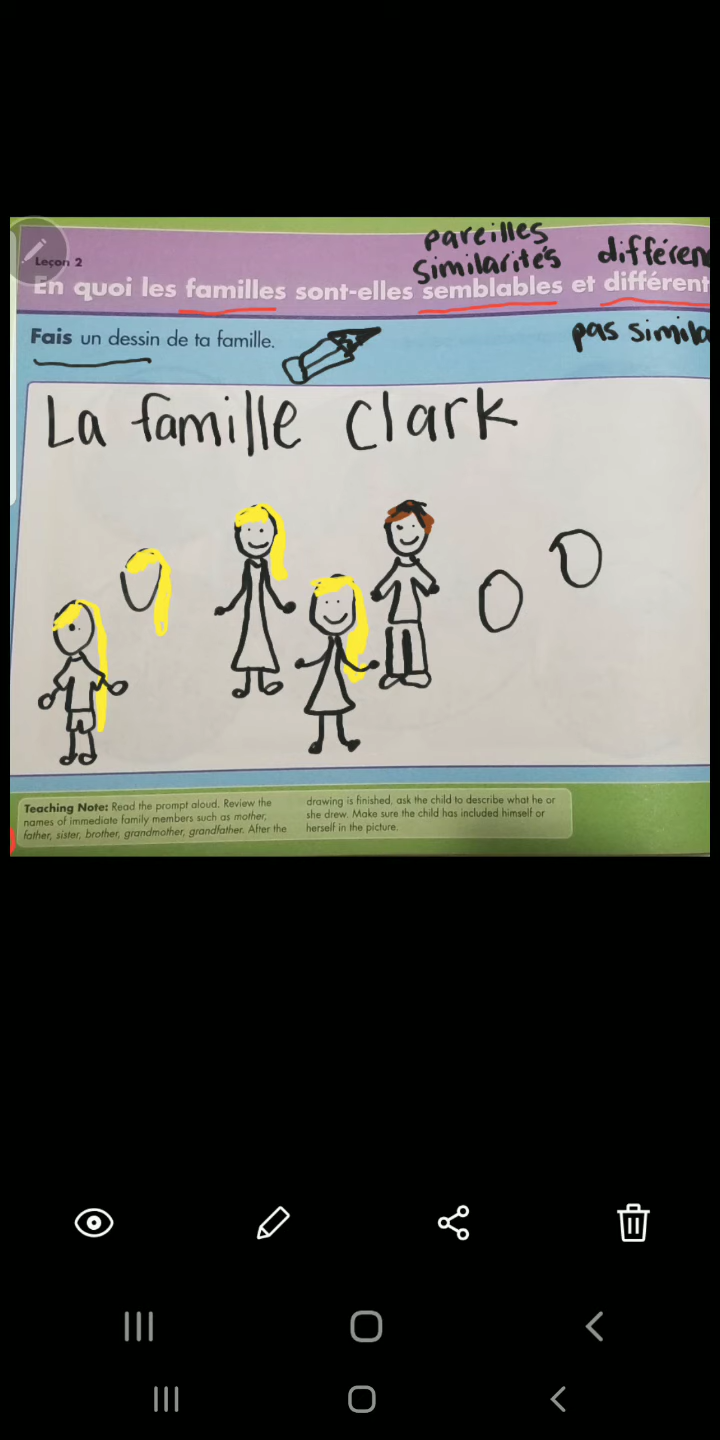 pareilles
similarités
Leçon 2
En quoi les familles sont-elles semblables et différent
différen
pas simila
Fais un dessin de ta famille.
La famille Clark
Teaching Note: Read the prompt aloud. Review the
names of immediate family members such as mother,
father, sister, brother, grandmother, grandfather. After the
drawing is finished, ask the child to describe what he or
she drew. Make sure the child has included himself or
herself in the picture.